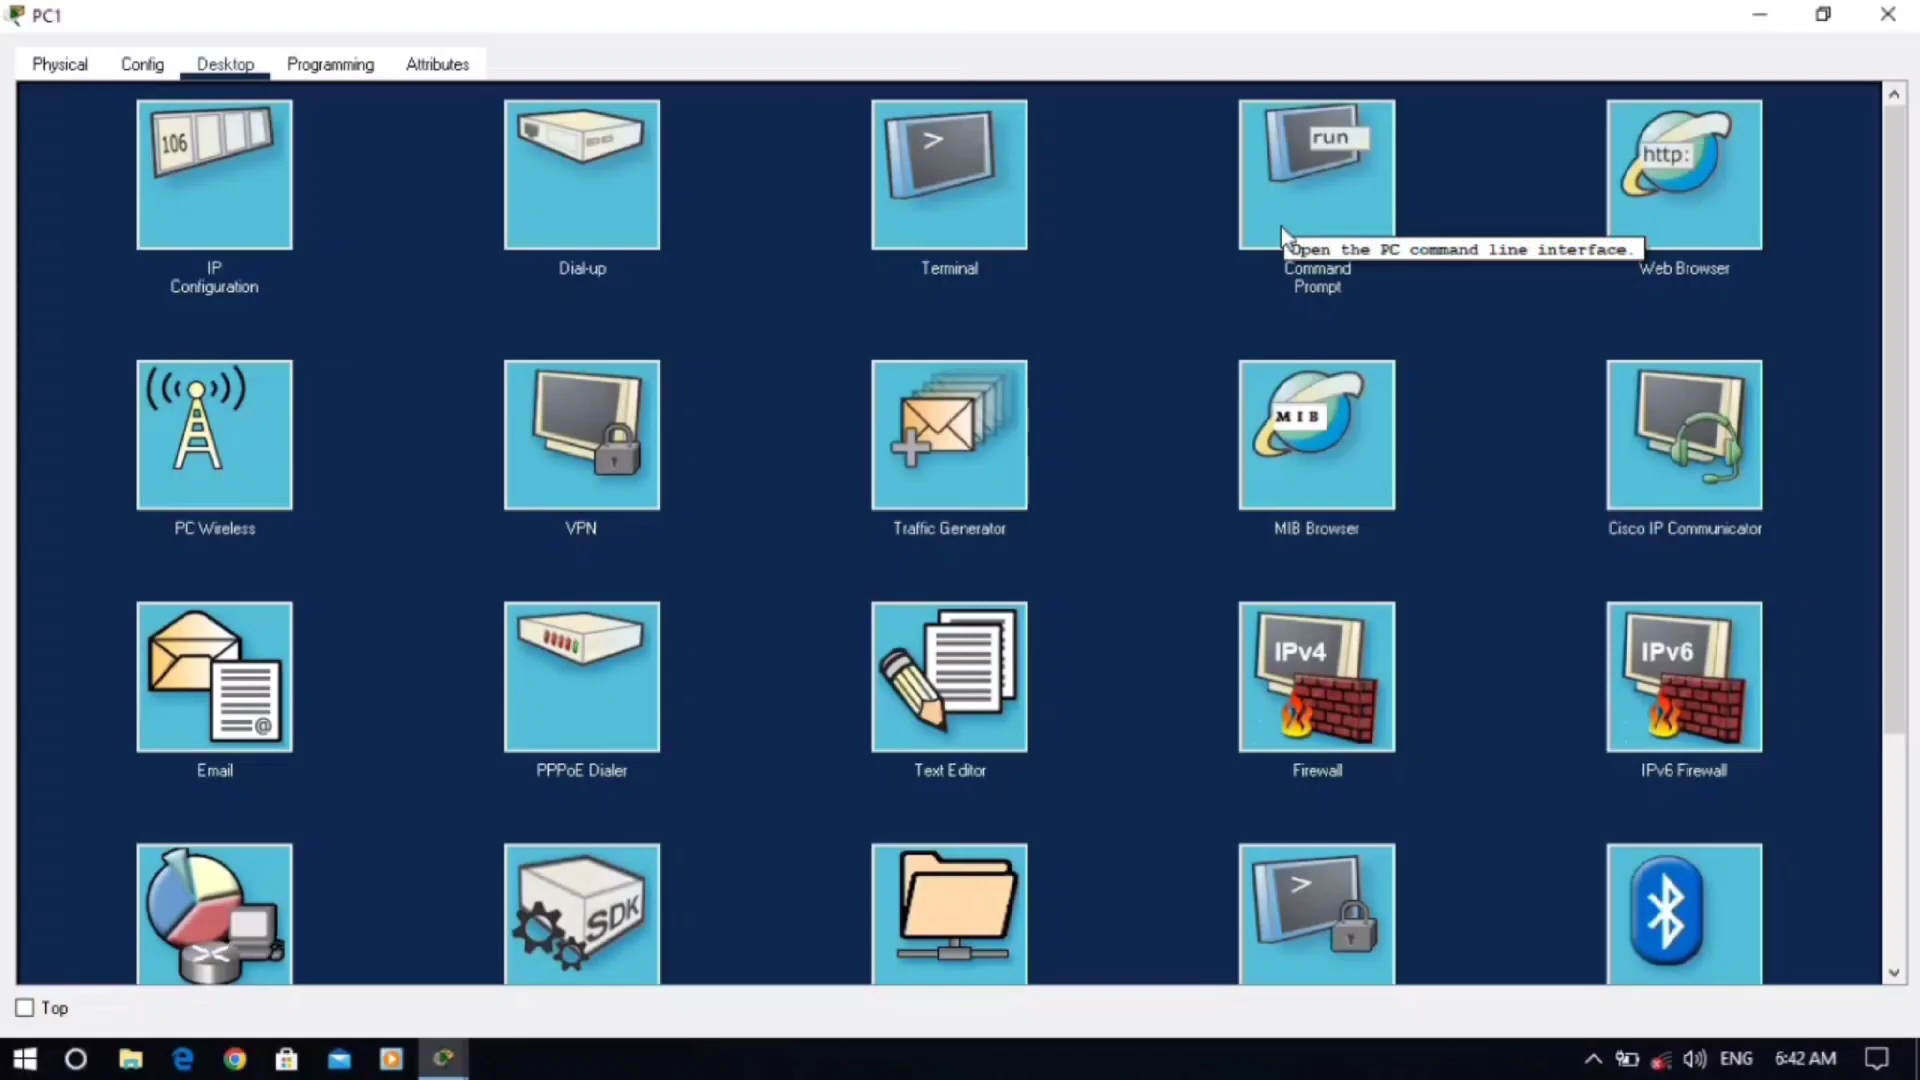 PC1
Physical Config Desktop Programming Attributes
106
>
run
http:
Open the PC command line interface.
IP
Configuration
Dial-up
Terminal
Command
Prompt
Web Browser
MIB
PC Wireless
VPN
Traffic Generator
MIB Browser
Cisco IP Communicator
@
IPv4
IPv6
Email
PPPoE Dialer
Text Editor
Firewall
IPv6 Firewall
SDK
>
Top
ENG
6:42 AM